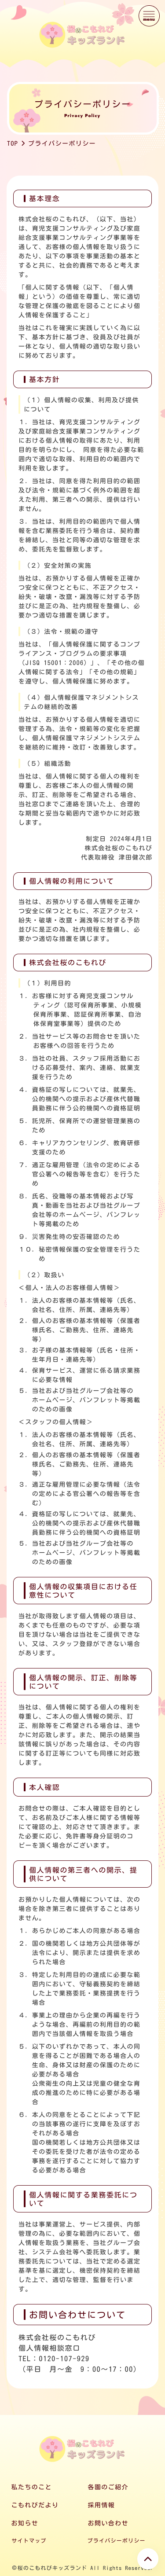 桜のこもれび
キッズランド
menu
プライバシーポリシー
Privacy Policy
TOP > プライバシーポリシー
基本理念
株式会社桜のこもれび、（以下、当社）
は、育児支援コンサルティング及び家庭
総合支援事業コンサルティング事業等を
通して、お客様の個人情報を取り扱うに
あたり、以下の事項を事業活動の基本と
すると共に、社会的責務であると考えま
す。
「個人に関する情報（以下、「個人情
報」という）の価値を尊重し、常に適切
な管理と保護の徹底を図ることにより個
人情報を保護すること」
当社はこれを確実に実践していく為に以
下、基本方針に基づき、役員及び社員が
一体となり、個人情報の適切な取り扱い
に努めております。
基本方針
（１）個人情報の収集、利用及び提供
について
１．当社は、育児支援コンサルティング
及び家庭総合支援事業コンサルティング
における個人情報の取得にあたり、利用
目的を明らかにし、 同意を得た必要な範
囲内で適切な取得、利用目的の範囲内で
利用を致します。
２．当社は、同意を得た利用目的の範囲
及び法令・規範に基づく例外の範囲を超
えた利用、第三者への開示、提供は行い
ません。
３．当社は、利用目的の範囲内で個人情
報を含む業務委託を行う場合は、契約書
を締結し、当社と同等の適切な管理を求
め、委託先を監督致します。
（２）安全対策の実施
当社は、お預かりする個人情報を正確か
つ安全に保つとともに、不正アクセス・
紛失・破壊・改竄・漏洩等に対する予防
並びに是正の為、社内規程を整備し、必
要かつ適切な措置を講じます。
（３）法令・規範の遵守
当社は、「個人情報保護に関するコンプ
ライアンス・プログラムの要求事項
（JISQ 15001：2006）」、「その他の個
人情報に関する法令」「その他の規範」
を遵守し、個人情報保護に努めます。
（４）個人情報保護マネジメントシス
テムの継続的改善
当社は、お預かりする個人情報を適切に
管理する為、法令・規範等の変化を把握
し、個人情報保護マネジメントシステム
を継続的に維持・改訂・改善致します。
（５）組織活動
当社は、個人情報に関する個人の権利を
尊重し、お客様ご本人の個人情報の開
示、訂正、削除等をご希望される場合、
当社窓口までご連絡を頂いた上、合理的
な期間と妥当な範囲内で速やかに対応致
します。
制定日 2024年4月1日
株式会社桜のこもれび
代表取締役 津田健次郎
個人情報の利用について
当社は、お預かりする個人情報を正確か
つ安全に保つとともに、不正アクセス・
紛失・破壊・改竄・漏洩等に対する予防
並びに是正の為、社内規程を整備し、必
要かつ適切な措置を講じます。
株式会社桜のこもれび
（１）利用目的
１．お客様に対する育児支援コンサル
ティング（認可保育所事業、小規模
保育所事業、認証保育所事業、自治
体保育室事業等）提供のため
２．当社サービス等のお問合せを頂いた
お客様への回答を行うため
３．当社の社員、スタッフ採用活動にお
ける応募受付、案内、連絡、就業支
援を行うため
４．資格証の写しについては、就業先、
公的機関への提示および産休代替職
員勤務に伴う公的機関への資格証明
５．託児所、保育所での運営管理業務の
ため
６．キャリアカウンセリング、教育研修
支援のため
７．適正な雇用管理（法令の定めによる
官公署への報告等を含む）を行うた
め
８．氏名、役職等の基本情報および写
真・動画を当社および当社グループ
会社等のホームページ、パンフレッ
ト等掲載のため
９．災害発生時の安否確認のため
１０．秘密情報保護の安全管理を行うた
め
（２）取扱い
＜個人・法人のお客様個人情報＞
１．法人のお客様の基本情報等（氏名、
会社名、住所、所属、連絡先等）
２．個人のお客様の基本情報等（保護者
様氏名、ご勤務先、住所、連絡先
等）
３．お子様の基本情報等（氏名・住所・
生年月日・連絡先等）
４．保育サービス、運営に係る請求業務
に必要な情報
５．当社および当社グループ会社等の
ホームページ、パンフレット等掲載
のための画像
＜スタッフの個人情報＞
１．法人のお客様の基本情報等（氏名、
会社名、住所、所属、連絡先等）
２．個人のお客様の基本情報等（保護者
様氏名、ご勤務先、住所、連絡先
等）
３．適正な雇用管理に必要な情報（法令
の定めによる官公署への報告等を含
む）
４．資格証の写しについては、就業先、
公的機関への提示および産休代替職
員勤務に伴う公的機関への資格証明
５．当社および当社グループ会社等の
ホームページ、パンフレット等掲載
のための画像
個人情報の収集項目における任
意性について
当社が取得致します個人情報の項目は、
あくまでも任意のものですが、必要な項
目を頂けない場合は当社をご提供できな
い、又は、スタッフ登録ができない場合
があります。
個人情報の開示、訂正、削除等
について
当社は、個人情報に関する個人の権利を
尊重し、ご本人の個人情報の開示、訂
正、削除等をご希望される場合は、速や
かに対応致します。また、開示の結果当
該情報に誤りがあった場合は、その内容
に関する訂正等についても同様に対応致
します。
本人確認
お問合せの際は、ご本人確認を目的とし
て、お名前及びご本人様に関する情報等
にて確認の上、対応させて頂きます。ま
た必要に応じ、免許書等身分証明のコ
ピーを頂く場合がございます。
個人情報の第三者への開示、提
供について
お預かりした個人情報については、次の
場合を除き第三者に提供することはあり
ません。
１．あらかじめご本人の同意がある場合
２．国の機関若しくは地方公共団体等が
法令により、開示または提供を求め
られた場合
３．特定した利用目的の達成に必要な範
囲内において、守秘義務契約を締結
した上で業務委託・業務提携を行う
場合
４．事業上の理由から企業の再編を行う
ような場合、再編前の利用目的の範
囲内で当該個人情報を取扱う場合
５．以下のいずれかであって、本人の同
意を得ることが困難である場合人の
生命、身体又は財産の保護のために
必要がある場合
公衆衛生の向上又は児童の健全な育
成の推進のために特に必要がある場
合
６．本人の同意をとることによって下記
の当該事務の遂行に支障を及ぼすお
それがある場合
国の機関若しくは地方公共団体又は
その委託を受けた者が法令の定める
事務を遂行することに対して協力す
る必要がある場合
個人情報に関する業務委託につ
いて
当社は事業運営上、サービス提供、内部
管理の為に、必要な範囲内において、個
人情報を取扱う業務を、当社グループ会
社、システム会社等へ委託致します。業
務委託先については、当社で定める選定
基準を基に選定し、機密保持契約を締結
した上で、適切な管理、監督を行いま
す。
お問い合わせについて
株式会社桜のこもれび
個人情報相談窓口
TEL：0120-107-929
（平日　月〜金　9：00〜17：00）
桜のこもれび
キッズランド
私たちのこと
各園のご紹介
こもれびだより
採用情報
お知らせ
お問い合わせ
サイトマップ
プライバシーポリシー
©桜のこもれびキッズランド All Rights Reserved.